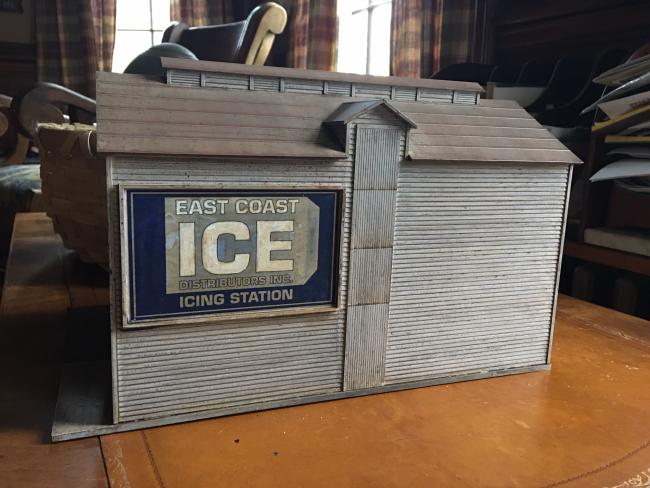 EAST COAST
ICE
DISTRIBUTORS INC.
ICING STATION